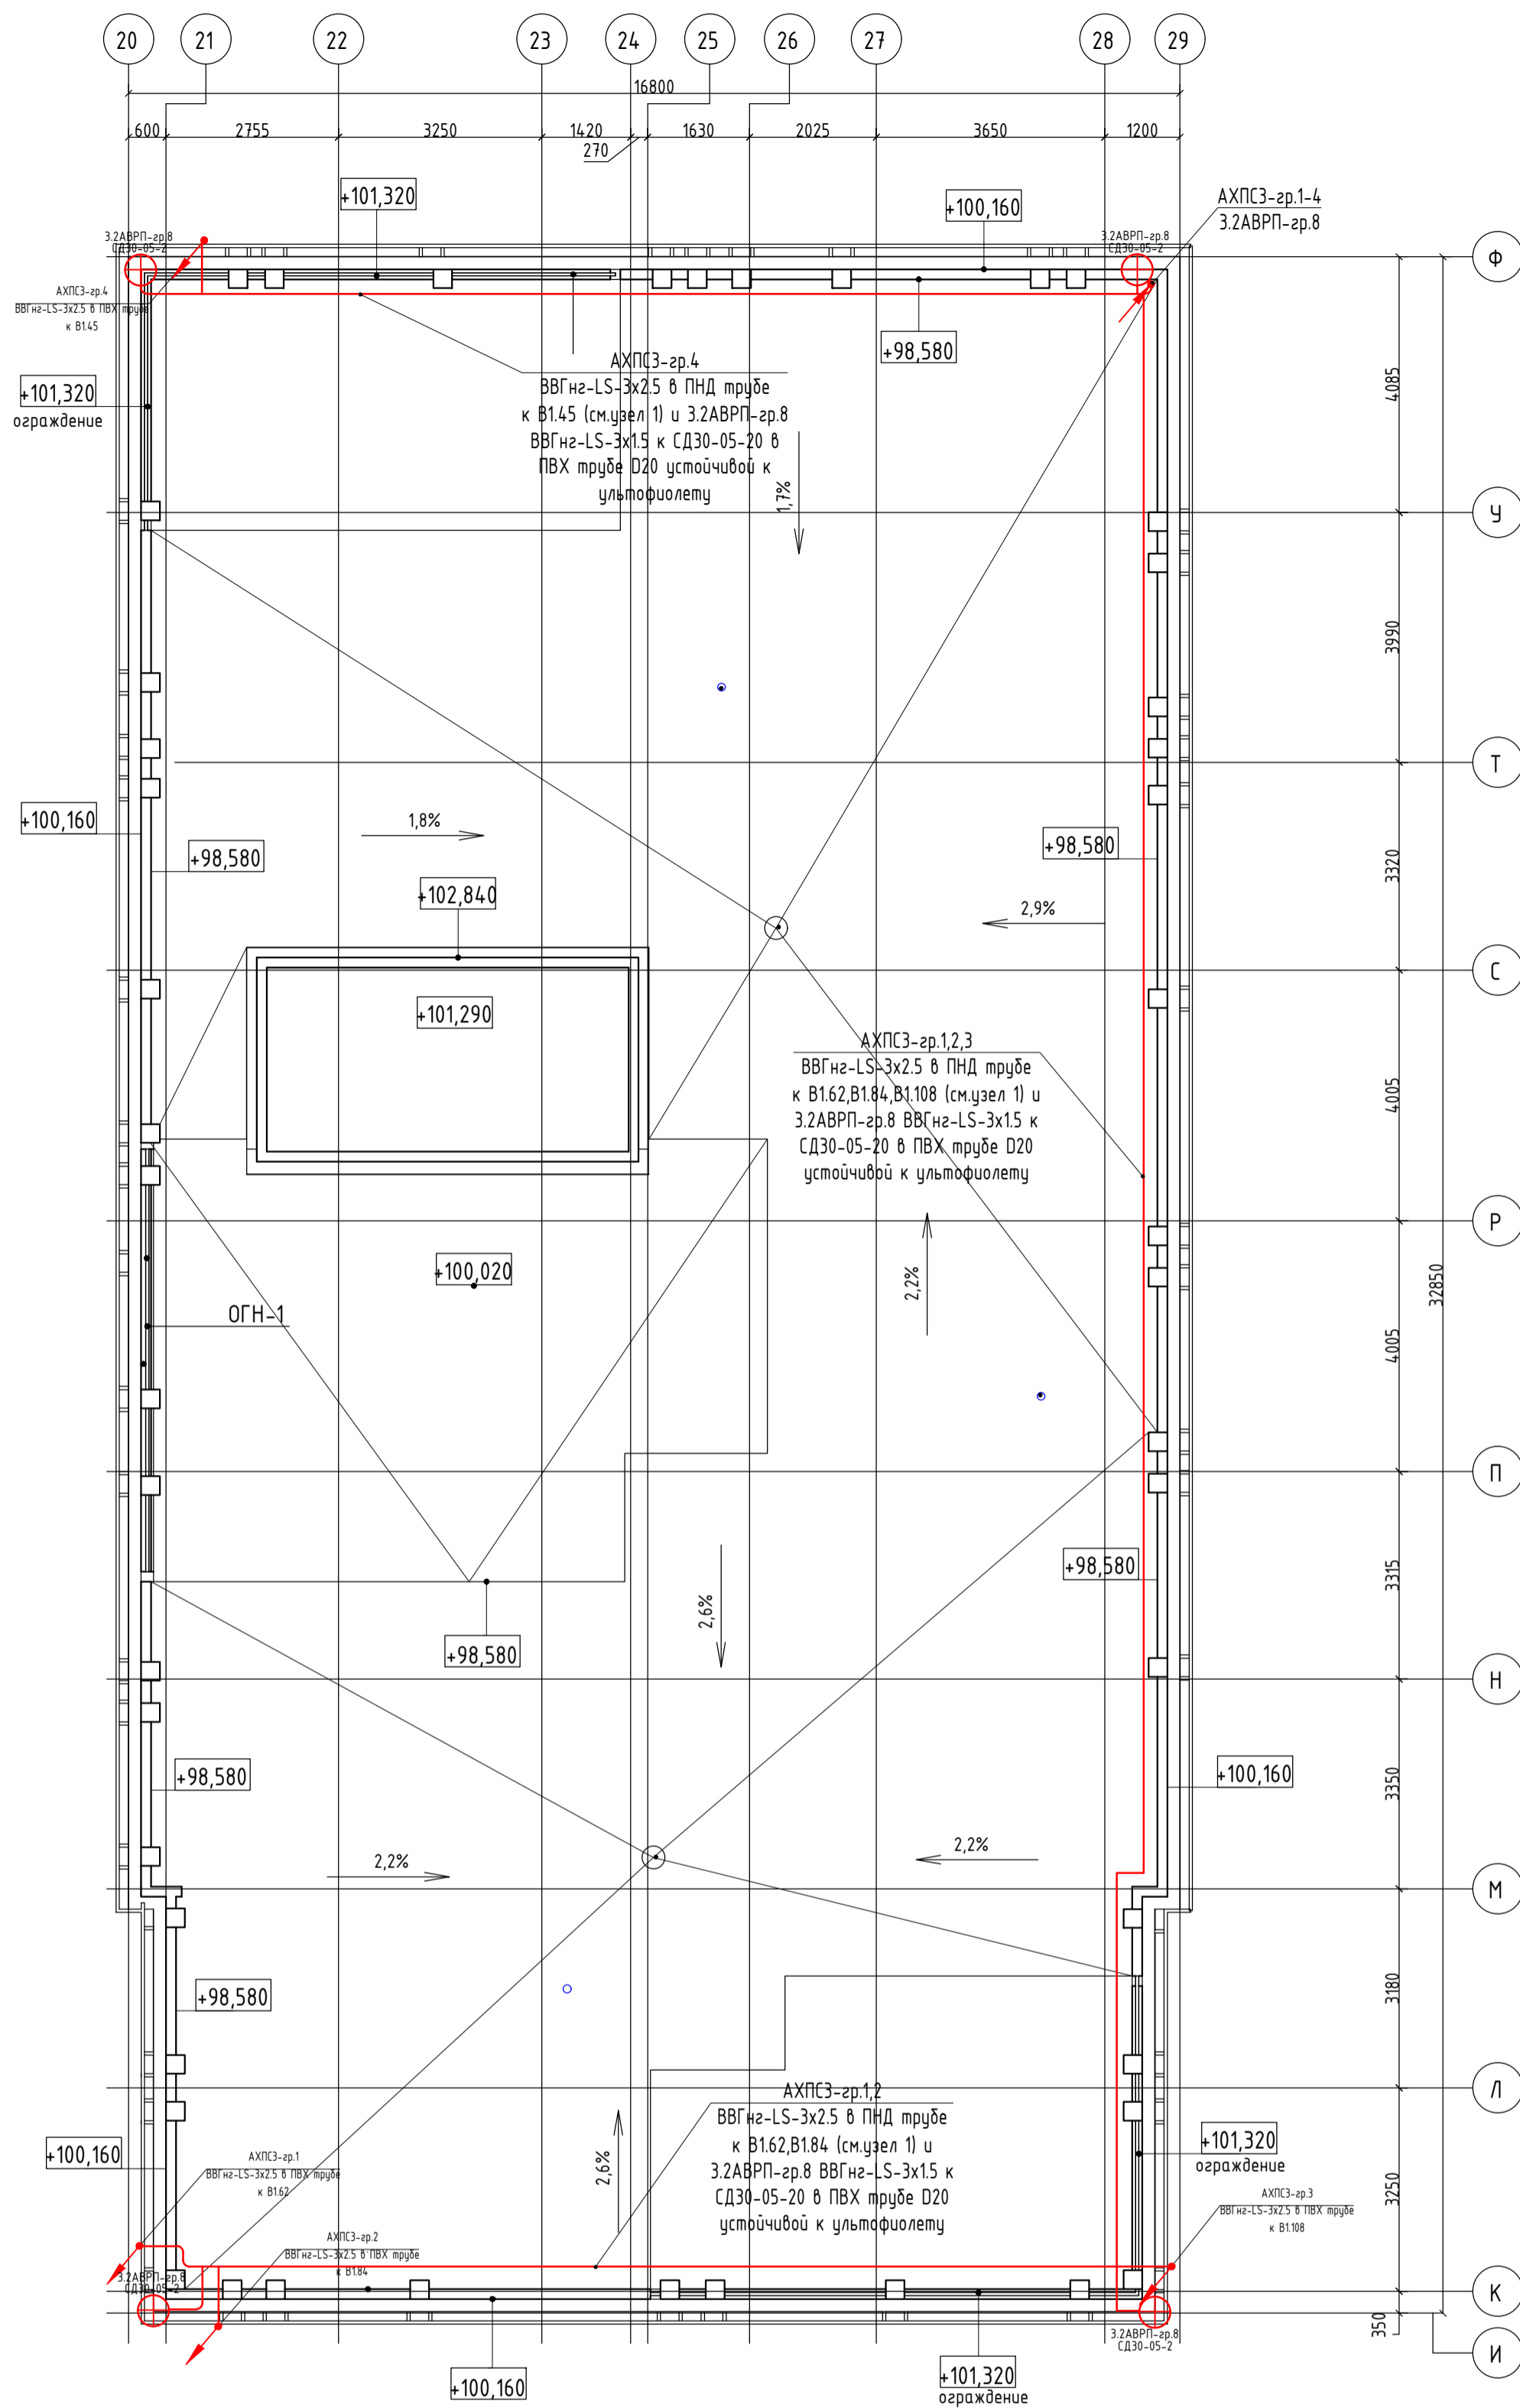 20 21 22 23 24 25 26 27 28 29
16800
600 2755 3250 1420 1630 2025 3650 1200
270
+101,320
+100,160
АХПС3-гр.1-4
3.2АВРП-гр.8
3.2АВРП-гр.8
СД30-05-2
3.2АВРП-гр.8
СД30-05-2
Ф
АХПС3-гр.4
ВВГнг-LS-3х2.5 в ПВХ трубе
к В1.45
+98,580
АХПС3-гр.4
ВВГнг-LS-3х2.5 в ПНД трубе
к В1.45 (см.узел 1) и 3.2АВРП-гр.8
ВВГнг-LS-3х1.5 к СД30-05-20 в
ПВХ трубе D20 устойчивой к
ультофиолету
+101,320
ограждение
4085
1,7%
У
3990
Т
+100,160
1,8%
+98,580
+98,580
3320
+102,840
2,9%
С
+101,290
АХПС3-гр.1,2,3
ВВГнг-LS-3х2.5 в ПНД трубе
к В1.62,В1.84,В1.108 (см.узел 1) и
3.2АВРП-гр.8 ВВГнг-LS-3х1.5 к
СД30-05-20 в ПВХ трубе D20
устойчивой к ультофиолету
4005
Р
+100,020
2,2%
32850
ОГН-1
4005
П
+98,580
3315
2,6%
+98,580
Н
+98,580
+100,160
3350
2,2%
2,2%
М
+98,580
3180
Л
АХПС3-гр.1,2
ВВГнг-LS-3х2.5 в ПНД трубе
к В1.62,В1.84 (см.узел 1) и
3.2АВРП-гр.8 ВВГнг-LS-3х1.5 к
СД30-05-20 в ПВХ трубе D20
устойчивой к ультофиолету
+100,160
АХПС3-гр.1
ВВГнг-LS-3х2.5 в ПВХ трубе
к В1.62
2,6%
+101,320
ограждение
3250
АХПС3-гр.3
ВВГнг-LS-3х2.5 в ПВХ трубе
к В1.108
АХПС3-гр.2
ВВГнг-LS-3х2.5 в ПВХ трубе
к В1.84
3.2АВРП-гр.8
СД30-05-2
К
350
3.2АВРП-гр.8
СД30-05-2
И
+100,160
+101,320
ограждение